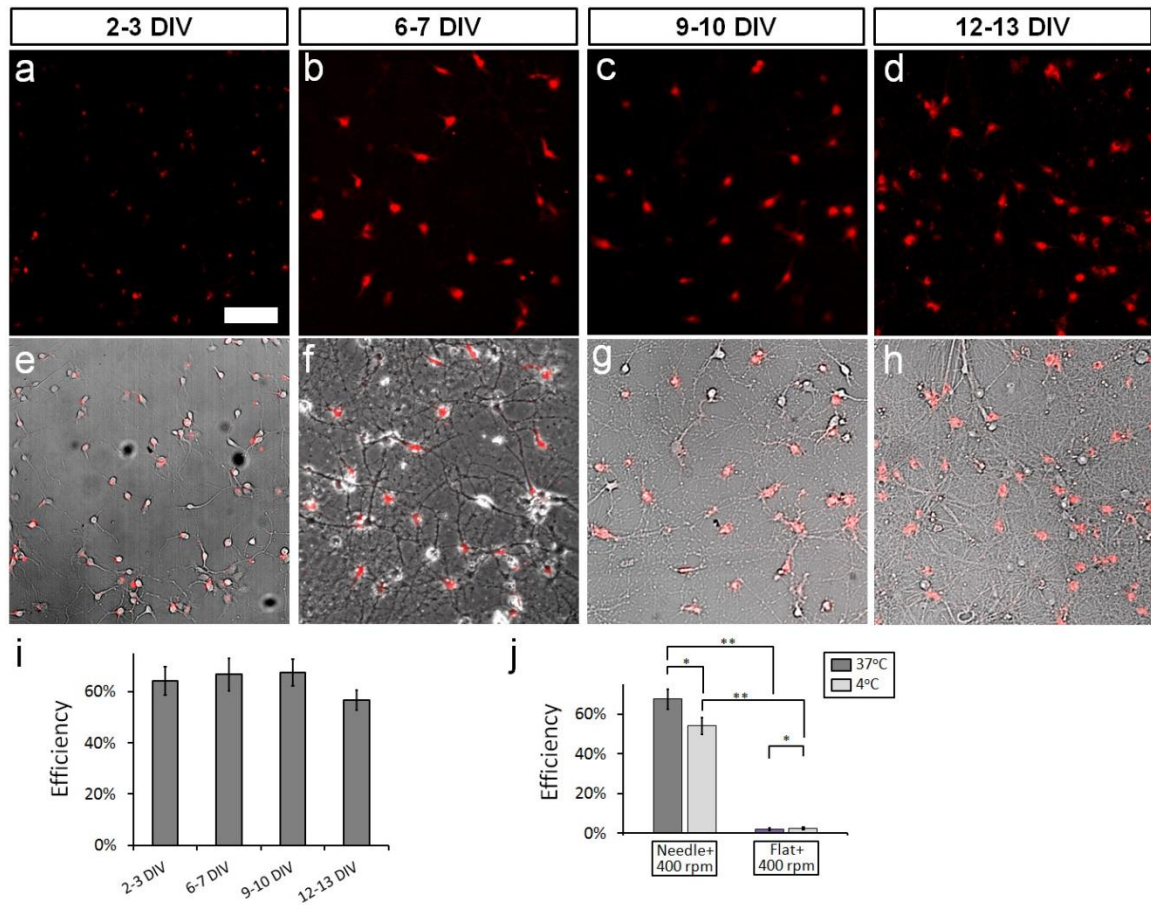 2-3 DIV
6-7 DIV
9-10 DIV
12-13 DIV
a
b
c
d
e
f
g
h
i
Efficiency
60%
40%
20%
0%
2-3 DIV
6-7 DIV
9-10 DIV
12-13 DIV
j
**
*
**
*
37°C
4°C
Efficiency
60%
40%
20%
0%
Needle+
400 rpm
Flat+
400 rpm